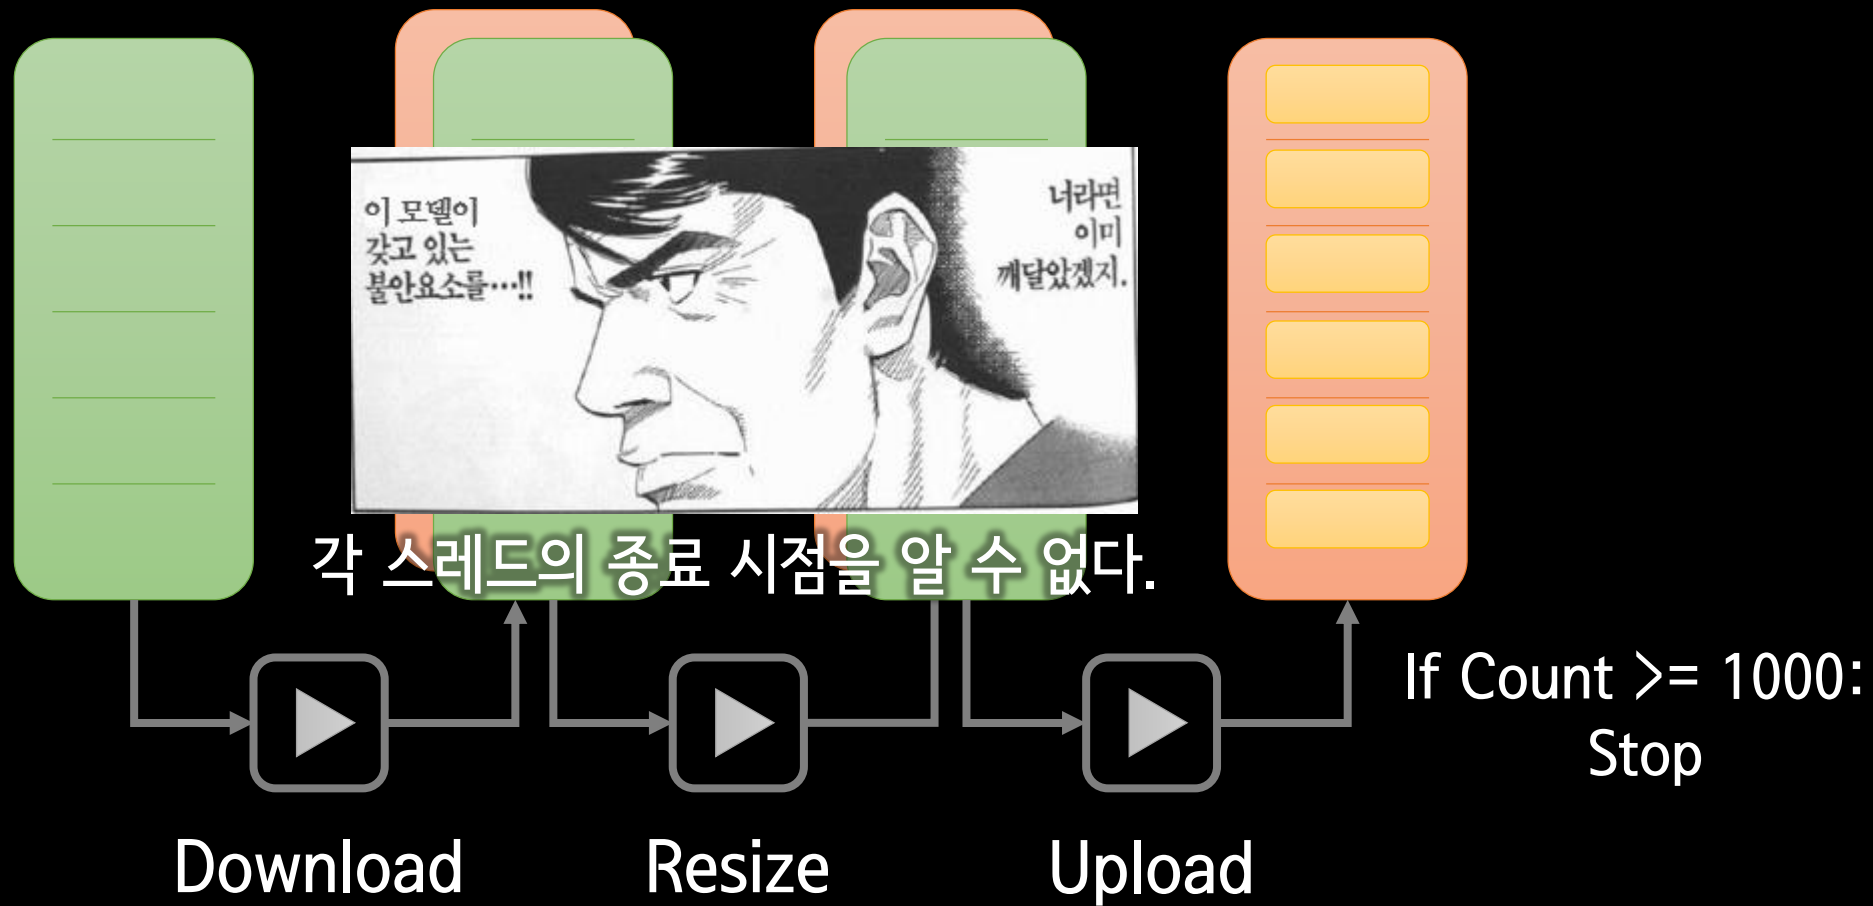 이 모델이
갖고 있는
불안요소를…!!
너라면
이미
깨달았겠지.
각 스레드의 종료 시점을 알 수 없다.
If Count >= 1000:
Stop
Download
Resize
Upload